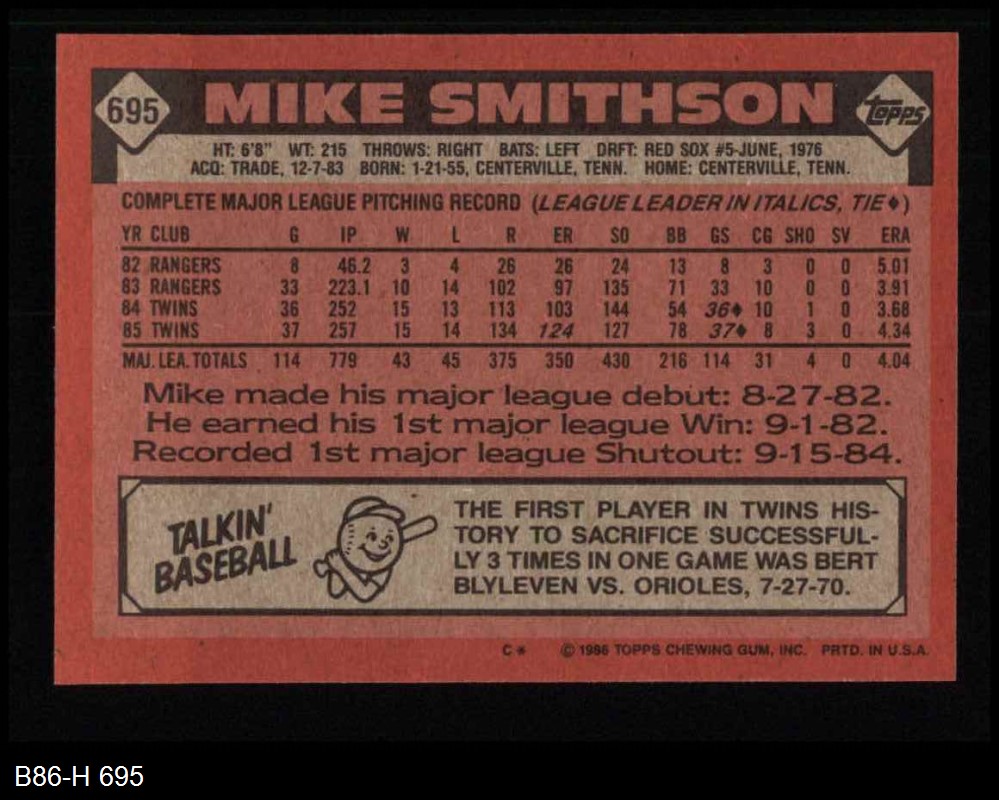 695
MIKE SMITHSON
TOPPS
HT: 6'8" WT: 215 THROWS: RIGHT BATS: LEFT DRFT: RED SOX #5-JUNE, 1976
ACQ: TRADE, 12-7-83 BORN: 1-21-55, CENTERVILLE, TENN. HOME: CENTERVILLE, TENN.
COMPLETE MAJOR LEAGUE PITCHING RECORD (LEAGUE LEADER IN ITALICS, TIE♦)
YR CLUB G IP W L R ER SO BB GS CG SHO SV ERA
82 RANGERS 8 46.2 3 4 26 26 24 13 8 3 0 0 5.01
83 RANGERS 33 223.1 10 14 102 97 135 71 33 10 0 0 3.91
84 TWINS 36 252 15 13 113 103 144 54 36♦ 10 1 0 3.68
85 TWINS 37 257 15 14 134 124 127 78 37♦ 8 3 0 4.34
MAJ. LEA. TOTALS 114 779 43 45 375 350 430 216 114 31 4 0 4.04
Mike made his major league debut: 8-27-82.
He earned his 1st major league Win: 9-1-82.
Recorded 1st major league Shutout: 9-15-84.
TALKIN'
BASEBALL
THE FIRST PLAYER IN TWINS HIS-
TORY TO SACRIFICE SUCCESSFUL-
LY 3 TIMES IN ONE GAME WAS BERT
BLYLEVEN VS. ORIOLES, 7-27-70.
C* © 1986 TOPPS CHEWING GUM, INC. PRTD. IN U.S.A.
B86-H 695